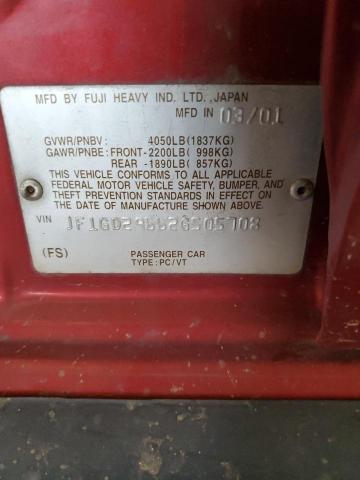 MFD BY FUJI HEAVY IND. LTD.,JAPAN
MFD IN 03/01
GVWR/PNBV: 4050LB(1837KG)
GAWR/PNBE:FRONT-2200LB( 998KG)
REAR -1890LB( 857KG)
THIS VEHICLE CONFORMS TO ALL APPLICABLE
FEDERAL MOTOR VEHICLE SAFETY, BUMPER, AND
THEFT PREVENTION STANDARDS IN EFFECT ON THE
DATE OF MANUFACTURE SHOWN ABOVE.
VIN
(FS) PASSENGER CAR
TYPE:PC/VT